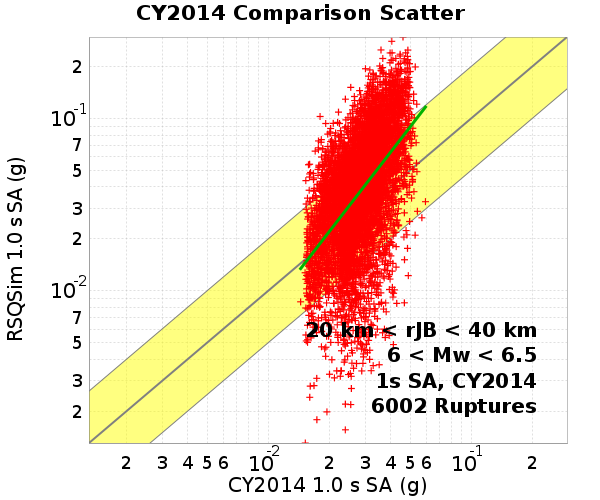 CY2014 Comparison Scatter
RSQSim 1.0 s SA (g)
2
10-1
7
5
3
2
10-2
7
5
3
2
20 km < rJB < 40 km
6 < Mw < 6.5
1s SA, CY2014
6002 Ruptures
2 3 4 5 6 10-2 2 3 4 5 6 10-1 2
CY2014 1.0 s SA (g)